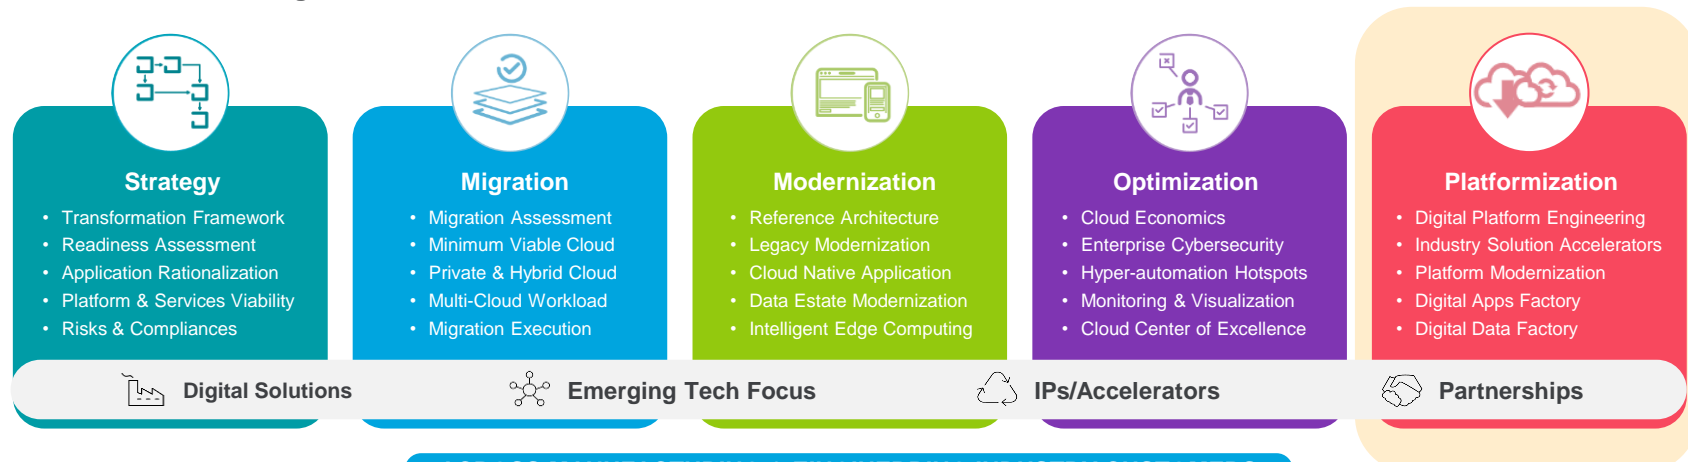 Strategy
• Transformation Framework
• Readiness Assessment
• Application Rationalization
• Platform & Services Viability
• Risks & Compliances
Migration
• Migration Assessment
• Minimum Viable Cloud
• Private & Hybrid Cloud
• Multi-Cloud Workload
• Migration Execution
Modernization
• Reference Architecture
• Legacy Modernization
• Cloud Native Application
• Data Estate Modernization
• Intelligent Edge Computing
Optimization
• Cloud Economics
• Enterprise Cybersecurity
• Hyper-automation Hotspots
• Monitoring & Visualization
• Cloud Center of Excellence
Platformization
• Digital Platform Engineering
• Industry Solution Accelerators
• Platform Modernization
• Digital Apps Factory
• Digital Data Factory
Digital Solutions
Emerging Tech Focus
IPs/Accelerators
Partnerships